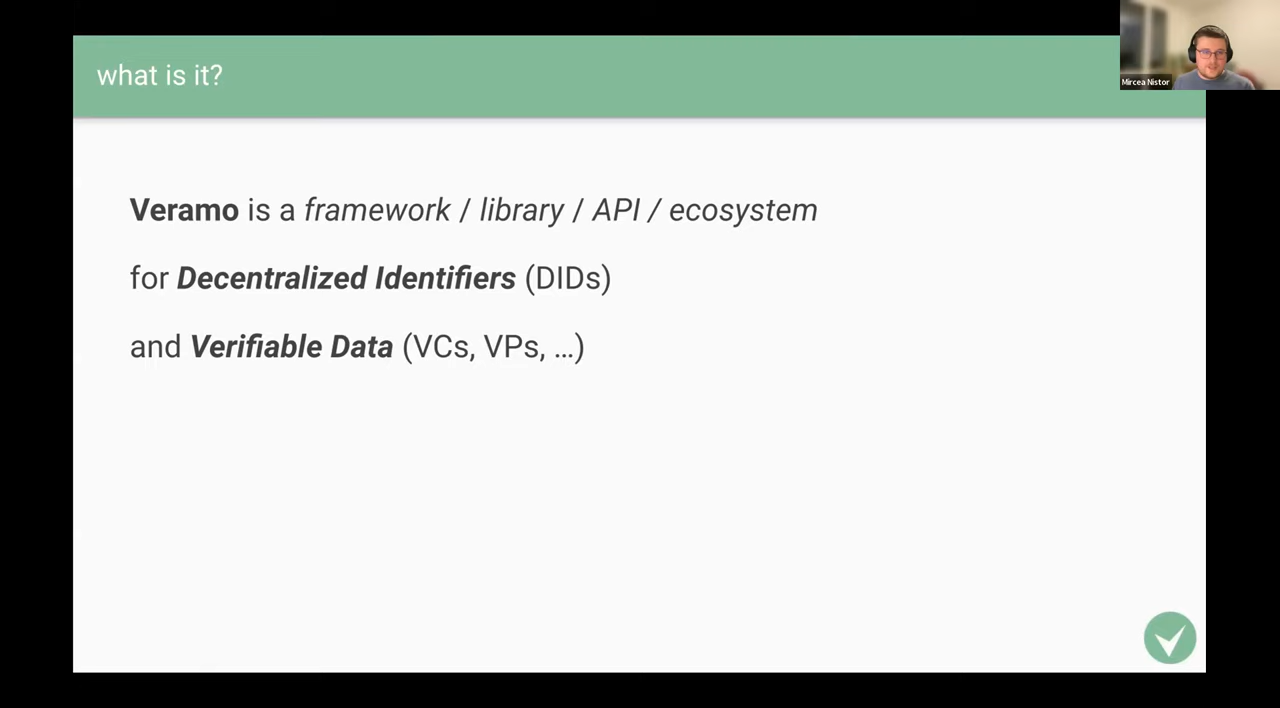 what is it?
Mircea Nistor
Veramo is a framework / library / API / ecosystem
for Decentralized Identifiers (DIDs)
and Verifiable Data (VCs, VPs, …)